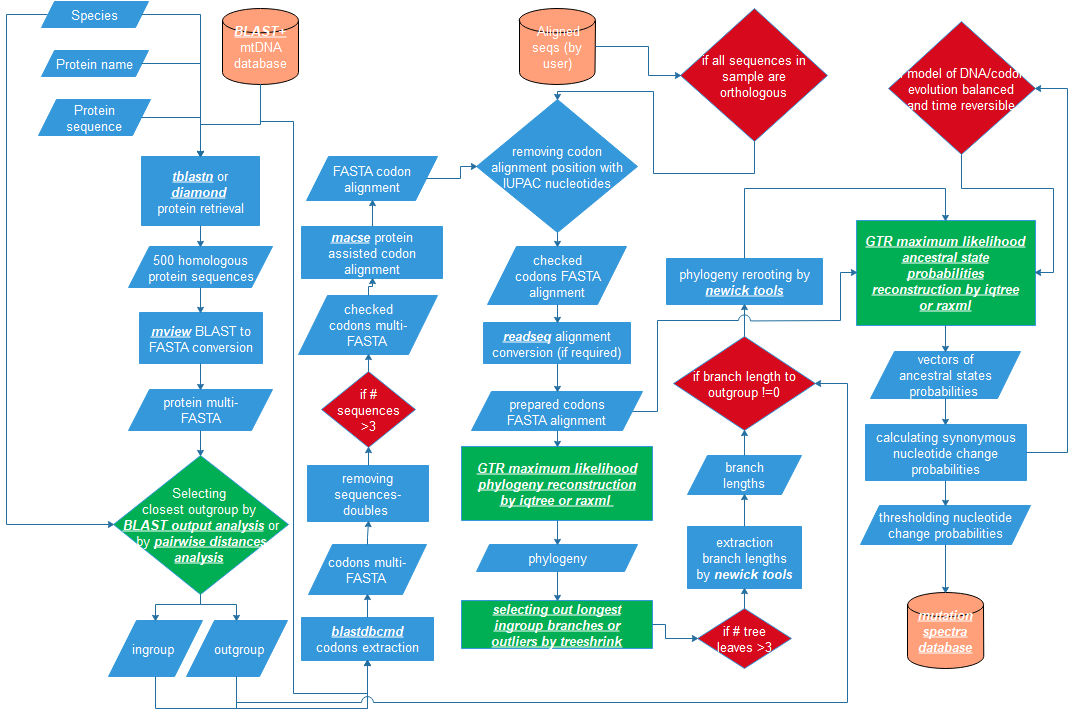 Species
Protein name
Protein
sequence
BLAST+
mtDNA
database
tblastn or
diamond
protein retrieval
500 homologous
protein sequences
mview BLAST to
FASTA conversion
protein multi-
FASTA
Selecting
closest outgroup by
BLAST output analysis or
by pairwise distances
analysis
ingroup
outgroup
FASTA codon
alignment
macse protein
assisted codon
alignment
checked
codons multi-
FASTA
if #
sequences
>3
removing
sequences-
doubles
codons multi-
FASTA
blastdbcmd
codons extraction
Aligned
seqs (by
user)
if all sequences in
sample are
orthologous
removing codon
alignment position with
IUPAC nucleotides
checked
codons FASTA
alignment
readseq alignment
conversion (if required)
prepared codons
FASTA alignment
GTR maximum likelihood
phylogeny reconstruction
by iqtree or raxml
phylogeny
selecting out longest
ingroup branches or
outliers by treeshrink
phylogeny rerooting by
newick tools
if branch length to
outgroup !=0
branch
lengths
extraction
branch lengths
by newick tools
if # tree
leaves >3
model of DNA/codon
evolution balanced
and time reversible
GTR maximum likelihood
ancestral state
probabilities
reconstruction by iqtree
or raxml
vectors of
ancestral states
probabilities
calculating synonymous
nucleotide change
probabilities
thresholding nucleotide
change probabilities
mutation
spectra
database